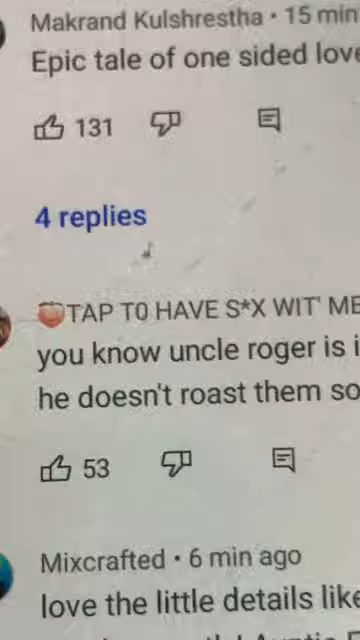 Makrand Kulshrestha • 15 min
Epic tale of one sided love
131
4 replies
TAP TO HAVE S*X WIT' ME
you know uncle roger is i
he doesn't roast them so
53
Mixcrafted • 6 min ago
love the little details like